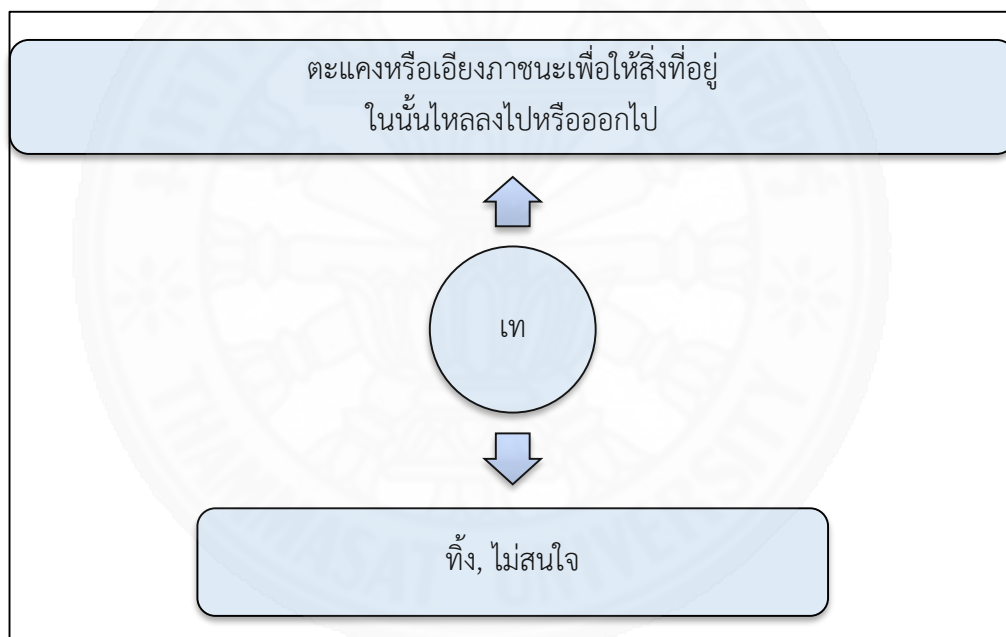 ตะแคงหรือเอียงภาชนะเพื่อให้สิ่งที่อยู่
ในนั้นไหลลงไปหรือออกไป
เท
ทิ้ง, ไม่สนใจ
THAMMASAT UNIVERSITY